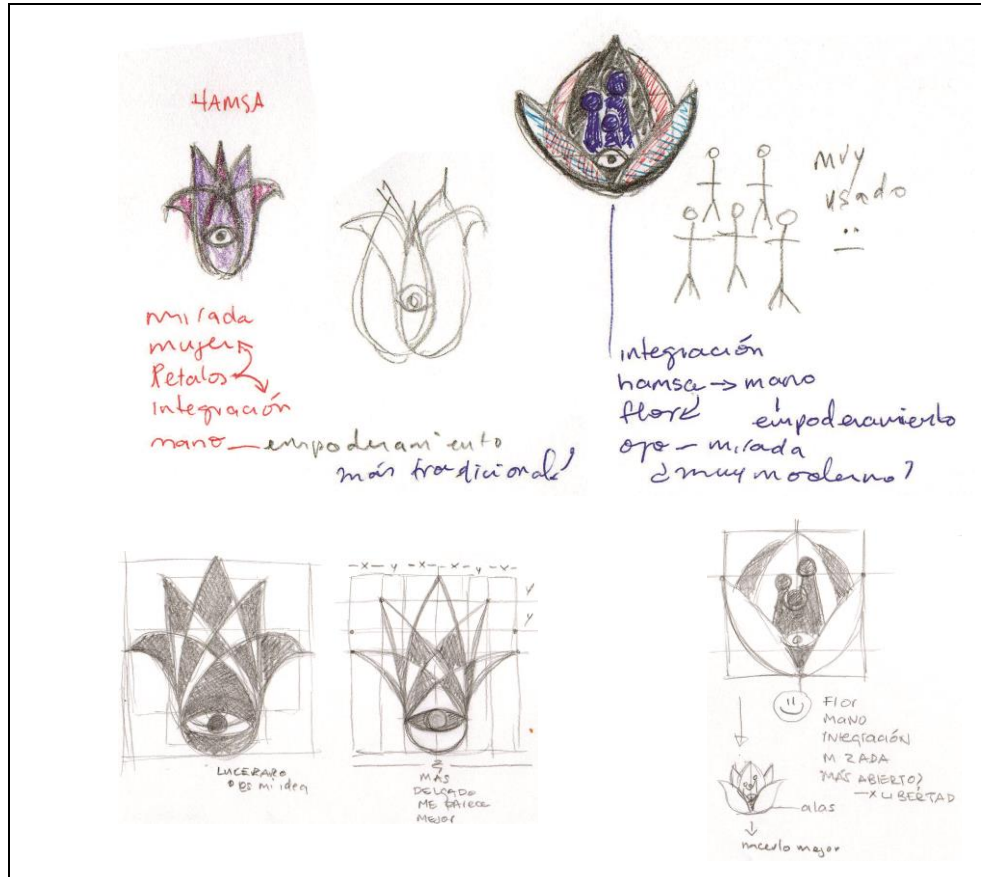 HAMSA
mirada
mujer
Petalos
Integración
mano — empoderamiento
más tradicional?
muy
usado
integración
hamsa → mano
flor
empoderamiento
ojo — mirada
¿muy moderno?
LUCE RARO
O ES mi idea
-x- y -x- -x- y -x-
y
y
MÁS
DELGADO
ME PARECE
MEJOR
Flor
MANO
INTEGRACIÓN
MIRADA
¿MÁS ABIERTO?
—x LIBERTAD
alas
hacerlo mejor